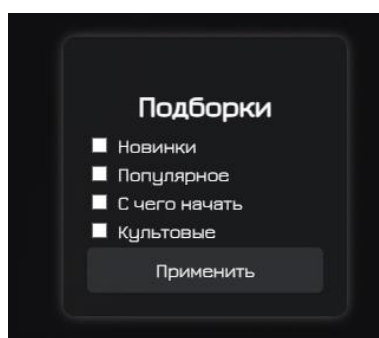 Подборки
Новинки
Популярное
С чего начать
Культовые
Применить